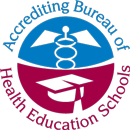 Accrediting Bureau of
Health Education Schools